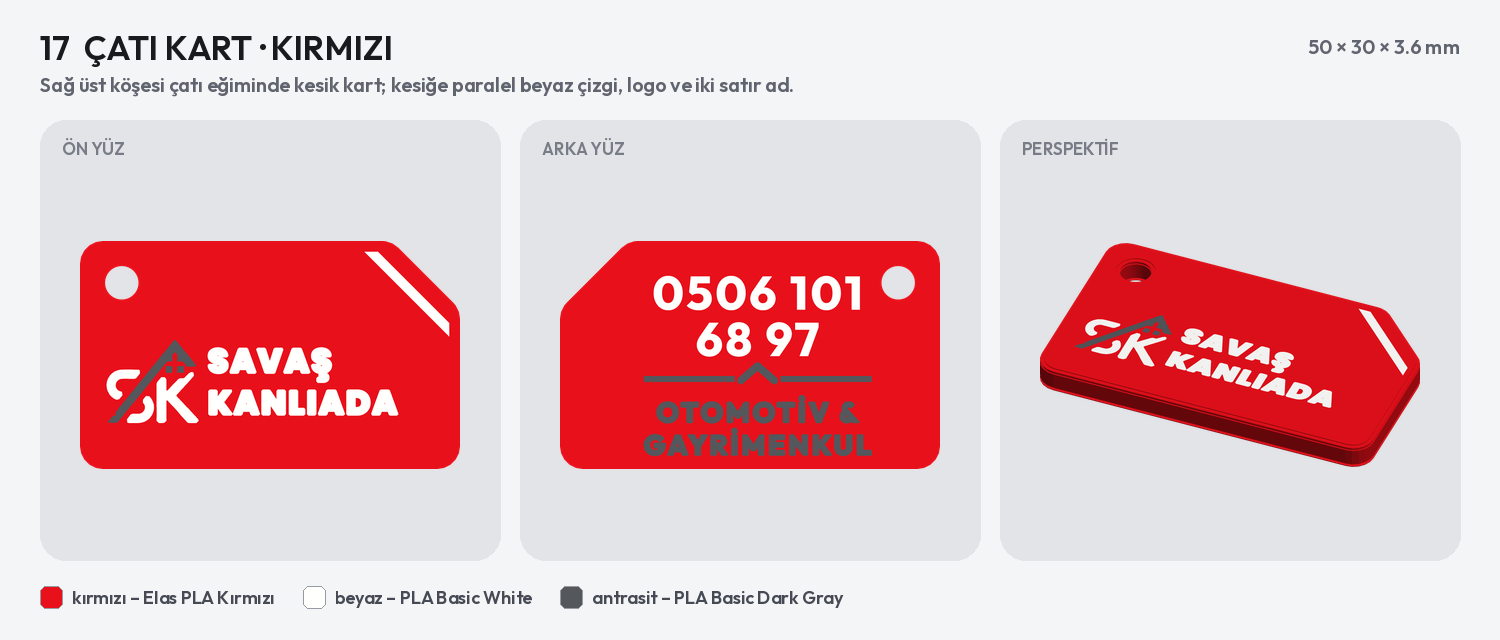 17 ÇATI KART · KIRMIZI
50 × 30 × 3.6 mm
Sağ üst köşesi çatı eğiminde kesik kart; kesiğe paralel beyaz çizgi, logo ve iki satır ad.
ÖN YÜZ
SK
SAVAŞ
KANLIADA
ARKA YÜZ
0506 101
68 97
OTOMOTİV &
GAYRİMENKUL
PERSPEKTİF
SK
SAVAŞ
KANLIADA
kırmızı – Elas PLA Kırmızı
beyaz – PLA Basic White
antrasit – PLA Basic Dark Gray